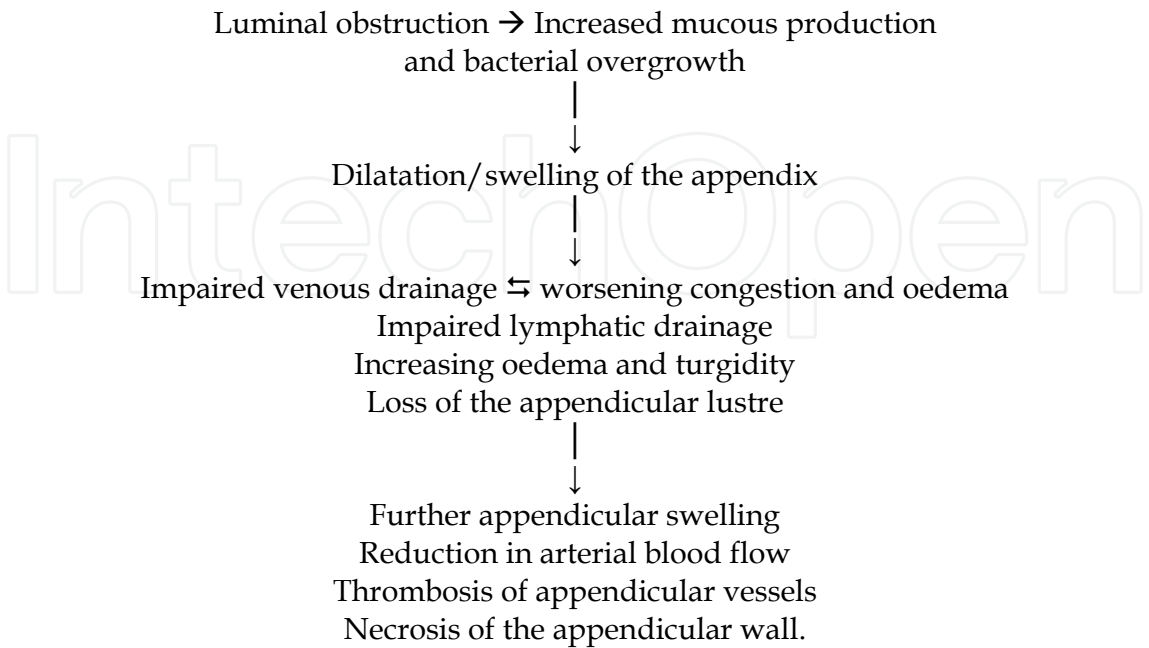 Luminal obstruction → Increased mucous production
and bacterial overgrowth
↓
Dilatation/swelling of the appendix
↓
Impaired venous drainage ⇆ worsening congestion and oedema
Impaired lymphatic drainage
Increasing oedema and turgidity
Loss of the appendicular lustre
↓
Further appendicular swelling
Reduction in arterial blood flow
Thrombosis of appendicular vessels
Necrosis of the appendicular wall.
IntechOpen